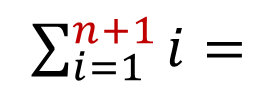 ∑_{i=1}^{n+1} i =